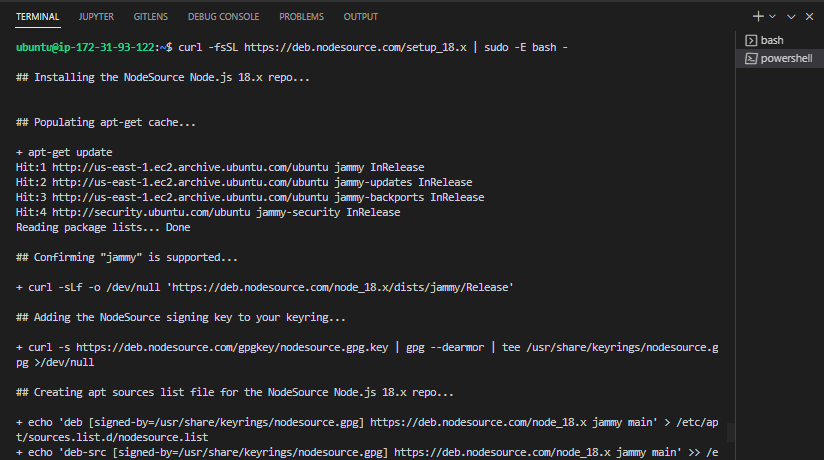 TERMINAL JUPYTER GITLENS DEBUG CONSOLE PROBLEMS OUTPUT
bash
powershell
ubuntu@ip-172-31-93-122:~$ curl -fsSL https://deb.nodesource.com/setup_18.x | sudo -E bash -
## Installing the NodeSource Node.js 18.x repo...
## Populating apt-get cache...
+ apt-get update
Hit:1 http://us-east-1.ec2.archive.ubuntu.com/ubuntu jammy InRelease
Hit:2 http://us-east-1.ec2.archive.ubuntu.com/ubuntu jammy-updates InRelease
Hit:3 http://us-east-1.ec2.archive.ubuntu.com/ubuntu jammy-backports InRelease
Hit:4 http://security.ubuntu.com/ubuntu jammy-security InRelease
Reading package lists... Done
## Confirming "jammy" is supported...
+ curl -sLf -o /dev/null 'https://deb.nodesource.com/node_18.x/dists/jammy/Release'
## Adding the NodeSource signing key to your keyring...
+ curl -s https://deb.nodesource.com/gpgkey/nodesource.gpg.key | gpg --dearmor | tee /usr/share/keyrings/nodesource.g
pg >/dev/null
## Creating apt sources list file for the NodeSource Node.js 18.x repo...
+ echo 'deb [signed-by=/usr/share/keyrings/nodesource.gpg] https://deb.nodesource.com/node_18.x jammy main' > /etc/ap
t/sources.list.d/nodesource.list
+ echo 'deb-src [signed-by=/usr/share/keyrings/nodesource.gpg] https://deb.nodesource.com/node_18.x jammy main' >> /e